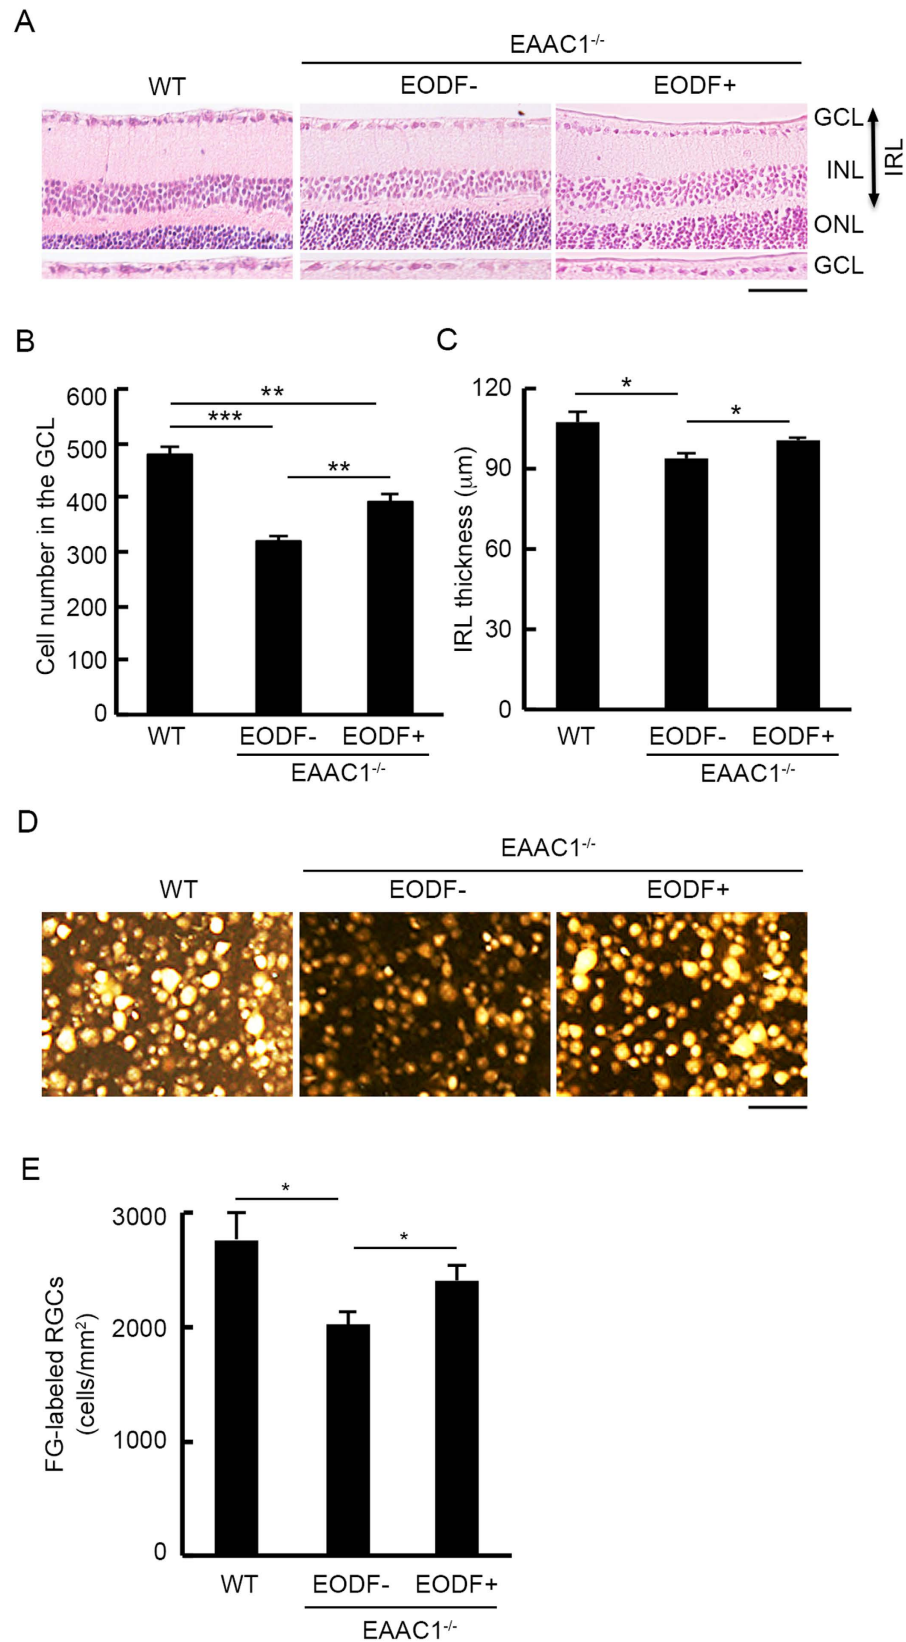 A
EAAC1-/-
WT EODF- EODF+
GCL
INL
IRL
ONL
GCL
B
Cell number in the GCL
600
500
400
300
200
100
0
**
***
**
WT EODF- EODF+
EAAC1-/-
C
IRL thickness (μm)
120
90
60
30
0
*
*
WT EODF- EODF+
EAAC1-/-
D
EAAC1-/-
WT EODF- EODF+
E
FG-labeled RGCs
(cells/mm2)
3000
2000
1000
0
*
*
WT EODF- EODF+
EAAC1-/-